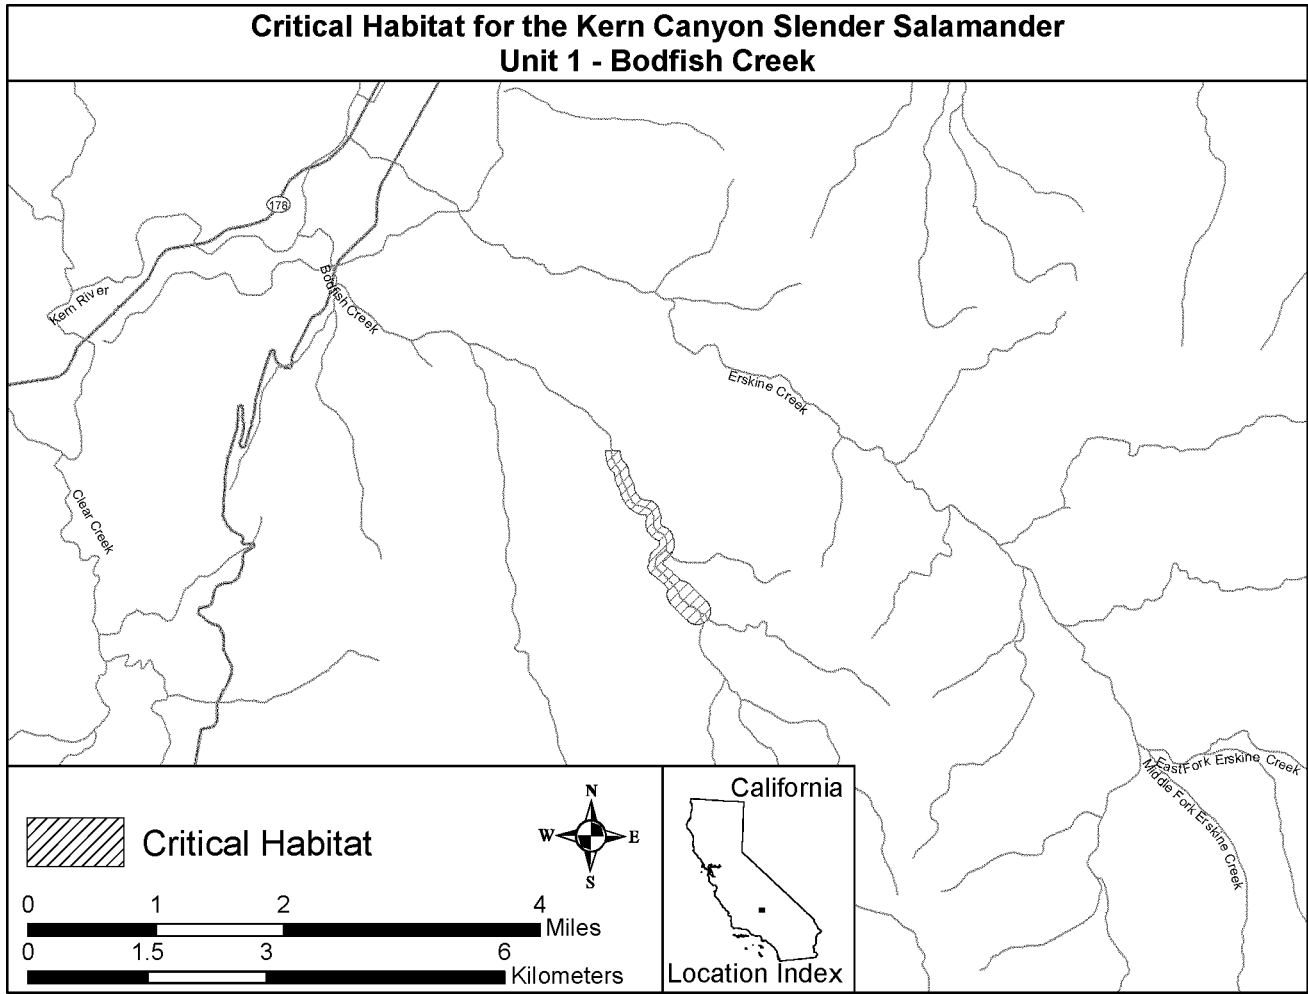 Critical Habitat for the Kern Canyon Slender Salamander
Unit 1 - Bodfish Creek
178
Kern River
Bodfish Creek
Erskine Creek
Clear Creek
East Fork Erskine Creek
Middle Fork Erskine Creek
Critical Habitat
N
W E
S
0 1 2 4
Miles
0 1.5 3 6
Kilometers
California
Location Index